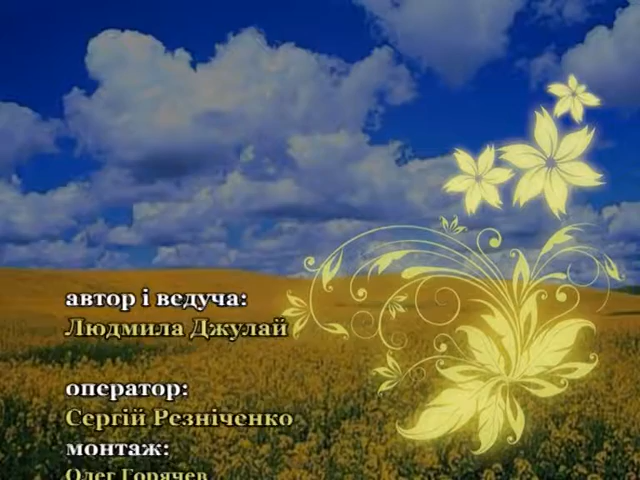 автор і ведуча:
Людмила Джулай
оператор:
Сергій Резніченко
монтаж:
Олег Горячев